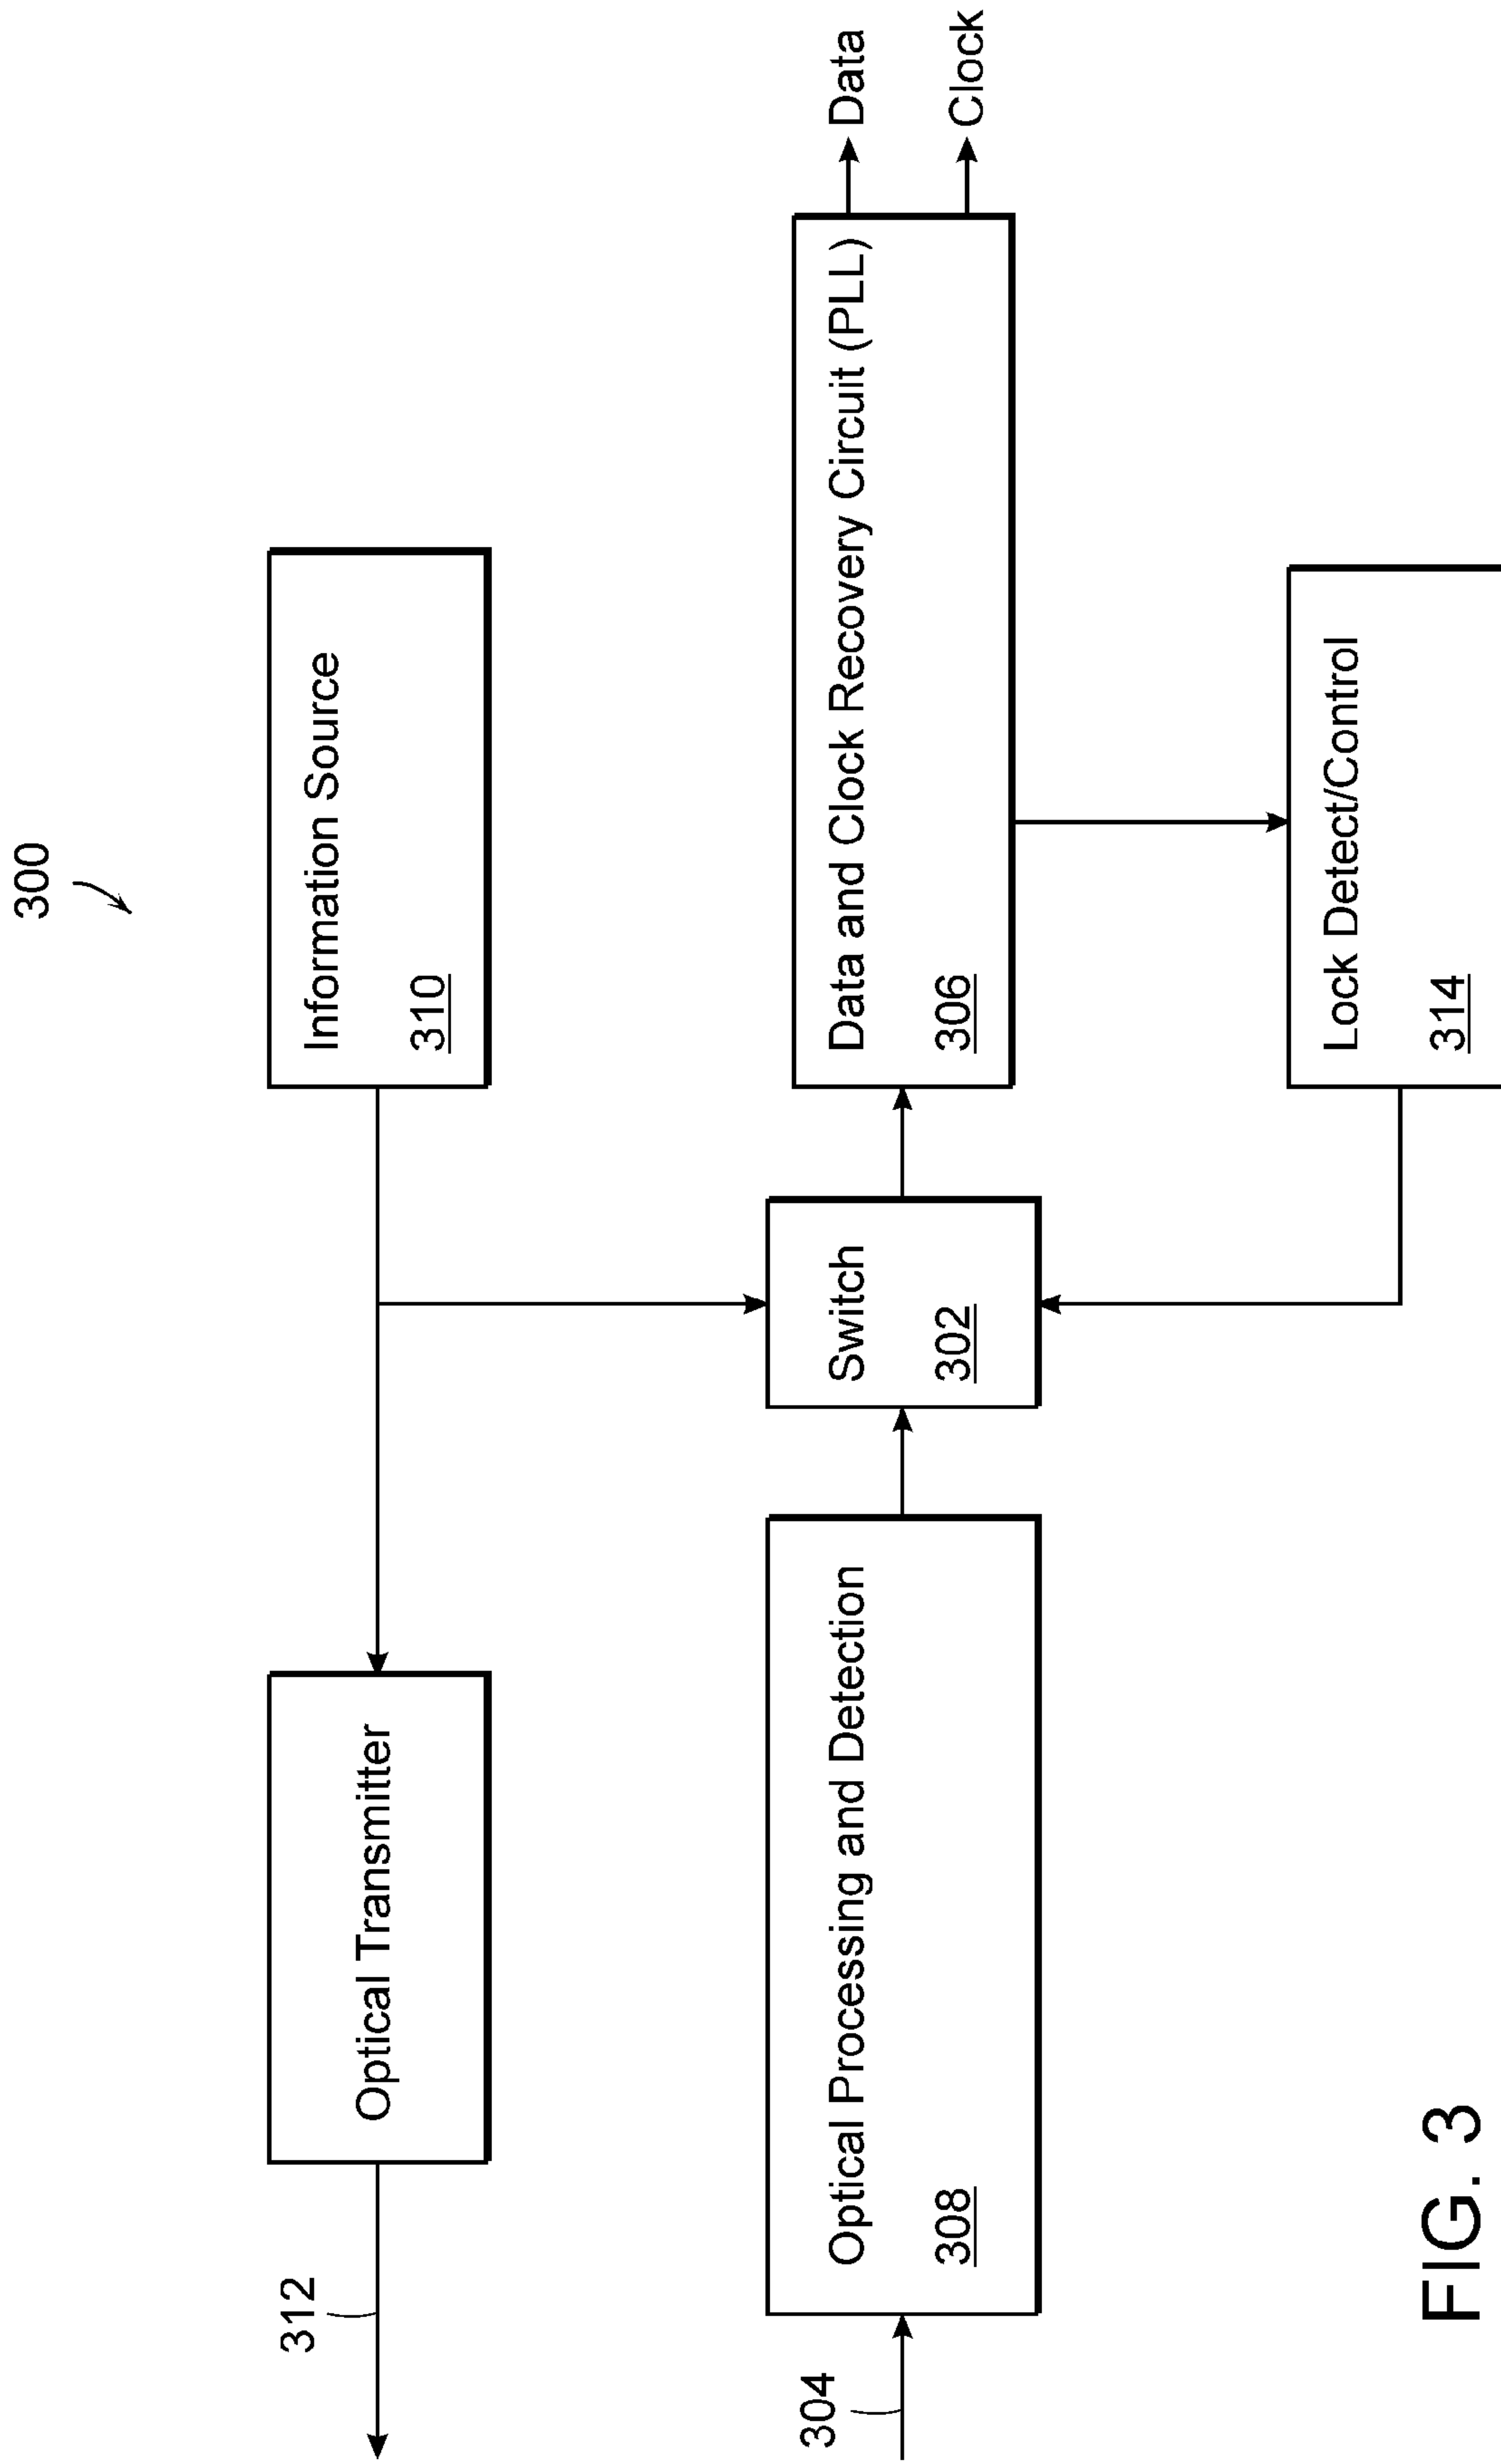 300
Information Source
310
Optical Transmitter
312
Data
Clock
Data and Clock Recovery Circuit (PLL)
306
Switch
302
Optical Processing and Detection
308
304
Lock Detect/Control
314
FIG. 3